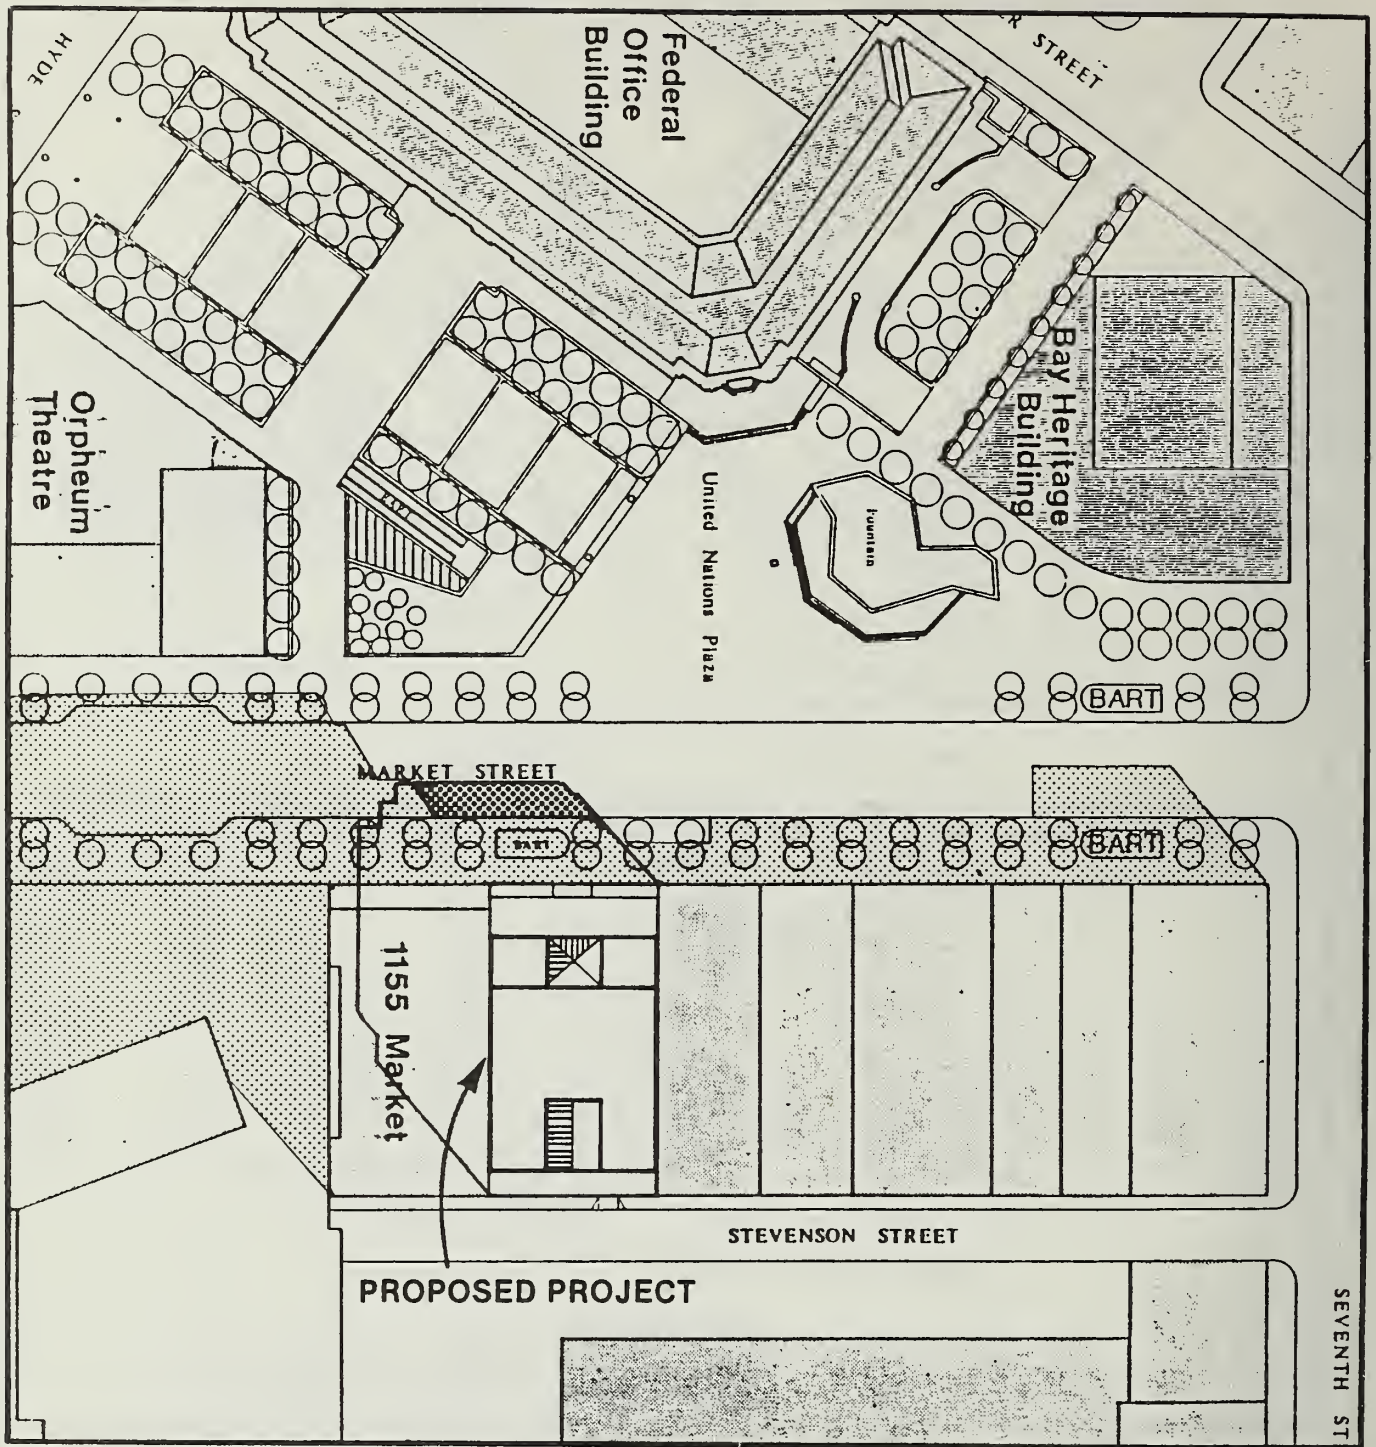 HYDE
Federal
Office
Building
ER STREET
Bay Heritage
Building
Orpheum
Theatre
United Nations Plaza
Fountain
BART
MARKET STREET
BART
BART
1155 Market
STEVENSON STREET
PROPOSED PROJECT
SEVENTH ST